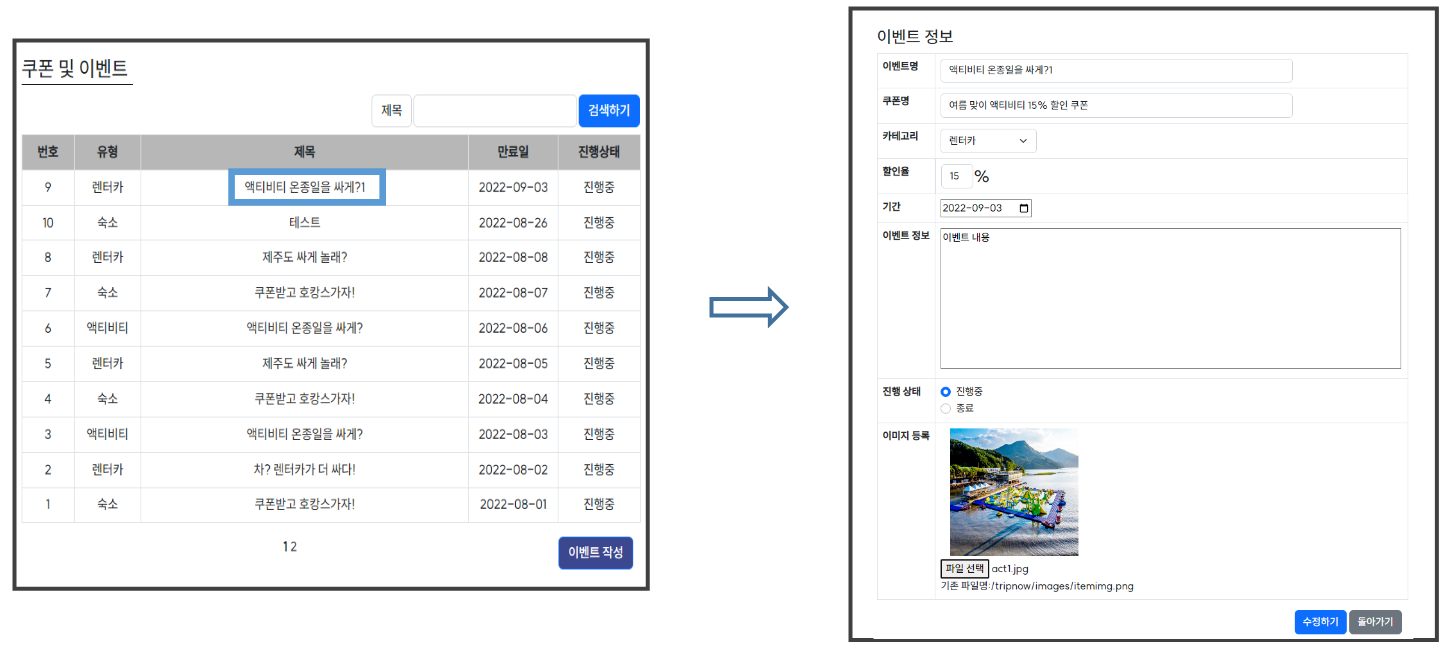 쿠폰 및 이벤트
제목 검색하기
번호 유형 제목 만료일 진행상태
9 렌터카 액티비티 온종일을 싸게?1 2022-09-03 진행중
10 숙소 테스트 2022-08-26 진행중
8 렌터카 제주도 싸게 놀래? 2022-08-08 진행중
7 숙소 쿠폰받고 호캉스가자! 2022-08-07 진행중
6 액티비티 액티비티 온종일을 싸게? 2022-08-06 진행중
5 렌터카 제주도 싸게 놀래? 2022-08-05 진행중
4 숙소 쿠폰받고 호캉스가자! 2022-08-04 진행중
3 액티비티 액티비티 온종일을 싸게? 2022-08-03 진행중
2 렌터카 차? 렌터카가 더 싸다! 2022-08-02 진행중
1 숙소 쿠폰받고 호캉스가자! 2022-08-01 진행중
1 2
이벤트 작성
이벤트 정보
이벤트명 액티비티 온종일을 싸게?1
쿠폰명 여름 맞이 액티비티 15% 할인 쿠폰
카테고리 렌터카
할인율 15 %
기간 2022-09-03
이벤트 정보 이벤트 내용
진행 상태 진행중
종료
이미지 등록
파일 선택 act1.jpg
기존 파일명:/tripnow/images/itemimg.png
수정하기 돌아가기